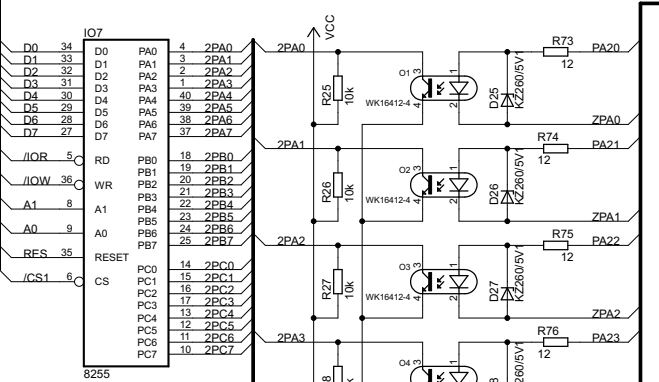 IO7
D0 34 D0 PA0 4 2PA0
D1 33 D1 PA1 3 2PA1
D2 32 D2 PA2 2 2PA2
D3 31 D3 PA3 1 2PA3
D4 30 D4 PA4 40 2PA4
D5 29 D5 PA5 39 2PA5
D6 28 D6 PA6 38 2PA6
D7 27 D7 PA7 37 2PA7
/IOR 5 RD PB0 18 2PB0
PB1 19 2PB1
/IOW 36 WR PB2 20 2PB2
PB3 21 2PB3
A1 8 A1 PB4 22 2PB4
PB5 23 2PB5
A0 9 A0 PB6 24 2PB6
PB7 25 2PB7
RES 35 RESET
PC0 14 2PC0
/CS1 6 CS PC1 15 2PC1
PC2 16 2PC2
PC3 17 2PC3
PC4 13 2PC4
PC5 12 2PC5
PC6 11 2PC6
PC7 10 2PC7
8255
VCC
2PA0
R25
10k
O1
3
4
1
2
WK16412-4
D25
KZ260/5V1
R73
12
PA20
ZPA0
2PA1
R26
10k
O2
3
4
1
2
WK16412-4
D26
KZ260/5V1
R74
12
PA21
ZPA1
2PA2
R27
10k
O3
3
4
1
2
WK16412-4
D27
KZ260/5V1
R75
12
PA22
ZPA2
2PA3
8
k
O4
3
1
8
260/5V1
R76
12
PA23